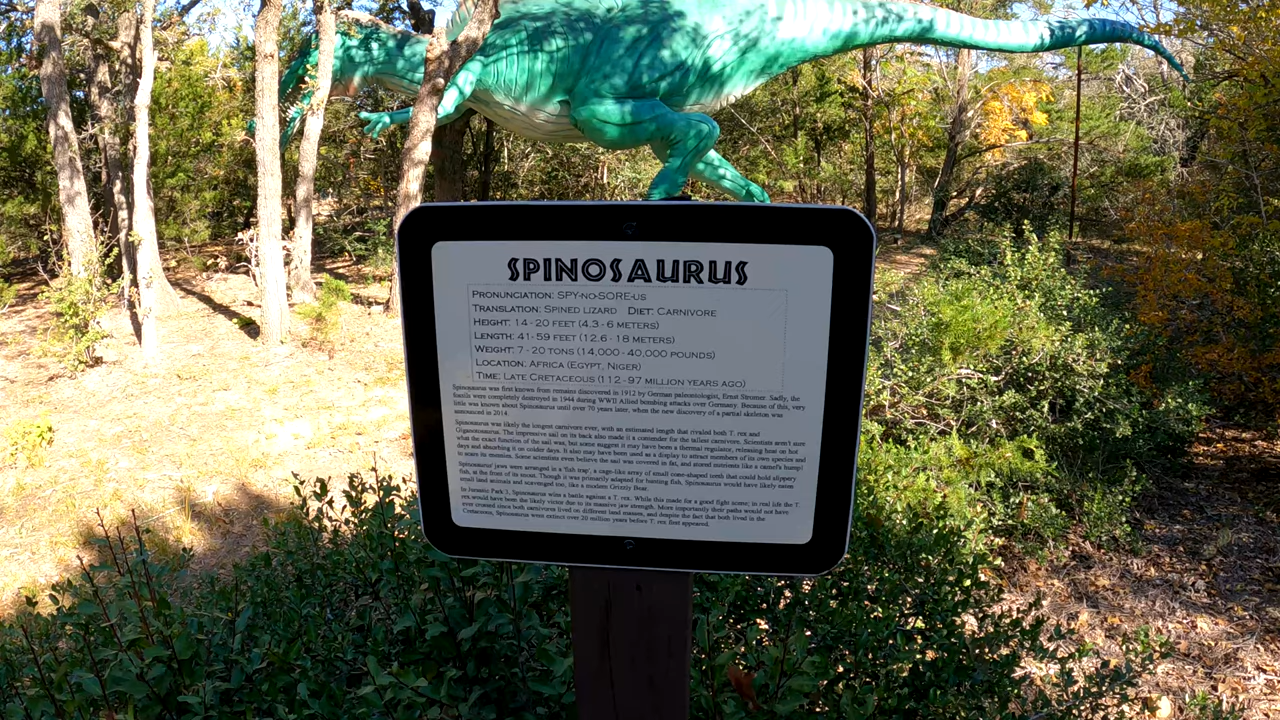 SPINOSAURUS
PRONUNCIATION: SPY-NO-SORE-US
TRANSLATION: SPINED LIZARD DIET: CARNIVORE
HEIGHT: 14 - 20 FEET (4.3 - 6 METERS)
LENGTH: 41- 59 FEET (12.6 - 18 METERS)
WEIGHT: 7 - 20 TONS (14,000 - 40,000 POUNDS)
LOCATION: AFRICA (EGYPT, NIGER)
TIME: LATE CRETACEOUS (112 - 97 MILLION YEARS AGO)
Spinosaurus was first known from remains discovered in 1912 by German paleontologist, Ernst Stromer. Sadly, the
fossils were completely destroyed in 1944 during WWII Allied bombing attacks over Germany. Because of this, very
little was known about Spinosaurus until over 70 years later, when the new discovery of a partial skeleton was
announced in 2014.
Spinosaurus was likely the longest carnivore ever, with an estimated length that rivaled both T. rex and
Giganotosaurus. The impressive sail on its back also made it a contender for the tallest carnivore. Scientists aren't sure
what the exact function of the sail was, but some suggest it may have been a thermal regulator, releasing heat on hot
days and absorbing it on colder days. It also may have been used as a display to attract members of its own species and
to scare its enemies. Some scientists even believe the sail was covered in fat, and stored nutrients like a camel's hump!
Spinosaurus' jaws were arranged in a 'fish trap', a cage-like array of small cone-shaped teeth that could hold slippery
fish, at the front of its snout. Though it was primarily adapted for hunting fish, Spinosaurus would have likely eaten
small land animals and scavenged too, like a modern Grizzly Bear.
In Jurassic Park 3, Spinosaurus wins a battle against a T. rex. While this made for a good fight scene, in real life the T.
rex would have been the likely victor due to its massive jaw strength. More importantly their paths would not have
ever crossed since both carnivores lived on different land masses, and despite the fact that both lived in the
Cretaceous, Spinosaurus went extinct over 20 million years before T. rex first appeared.